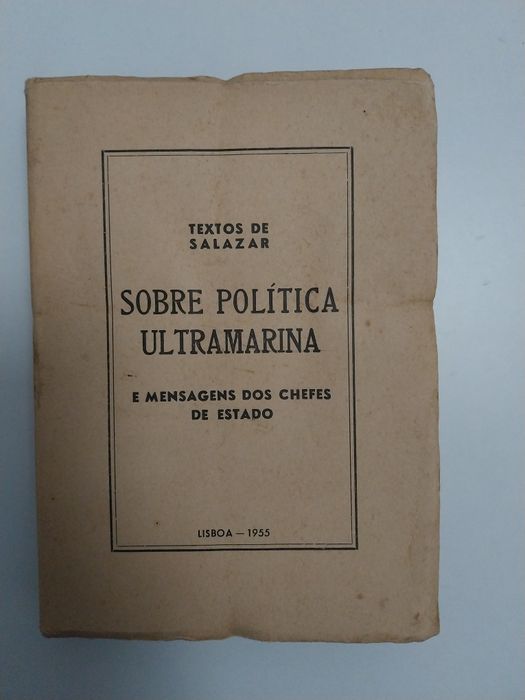 TEXTOS DE
SALAZAR
SOBRE POLÍTICA
ULTRAMARINA
E MENSAGENS DOS CHEFES
DE ESTADO
LISBOA — 1955